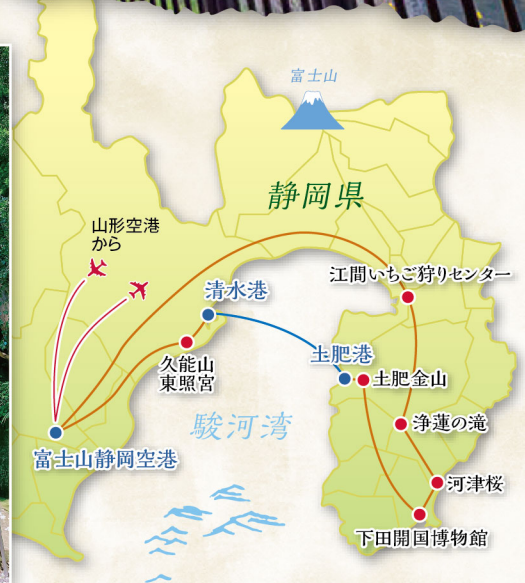 富士山
静岡県
山形空港
から
江間いちご狩りセンター
清水港
土肥港
久能山
東照宮
土肥金山
駿河湾
浄蓮の滝
富士山静岡空港
河津桜
下田開国博物館